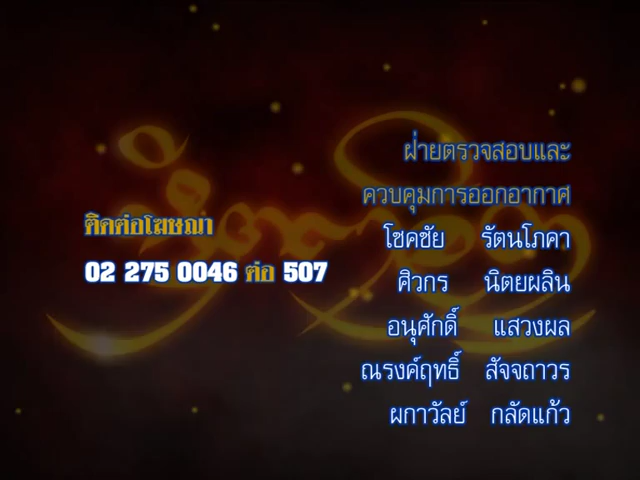 ติดต่อโฆษณา
02 275 0046 ต่อ 507
ฝ่ายตรวจสอบและ
ควบคุมการออกอากาศ
โชคชัย รัตนโภคา
ศิวกร นิตยผลิน
อนุศักดิ์ แสวงผล
ณรงค์ฤทธิ์ สัจจถาวร
ผกาวัลย์ กลัดแก้ว